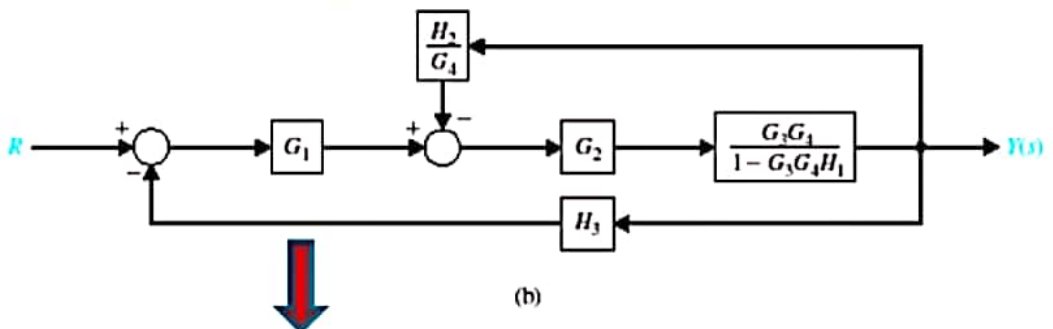 H₂
G₄
+
−
R
−
G₁
+
G₂
G₃G₄
1 − G₃G₄H₁
Y(s)
H₃
(b)